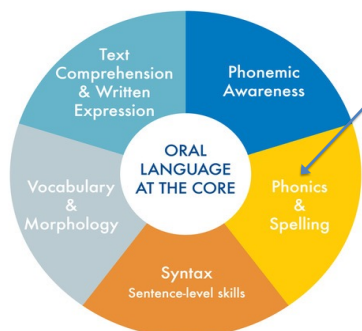 Text
Comprehension
& Written
Expression
Phonemic
Awareness
ORAL
LANGUAGE
AT THE CORE
Vocabulary
&
Morphology
Phonics
&
Spelling
Syntax
Sentence-level skills